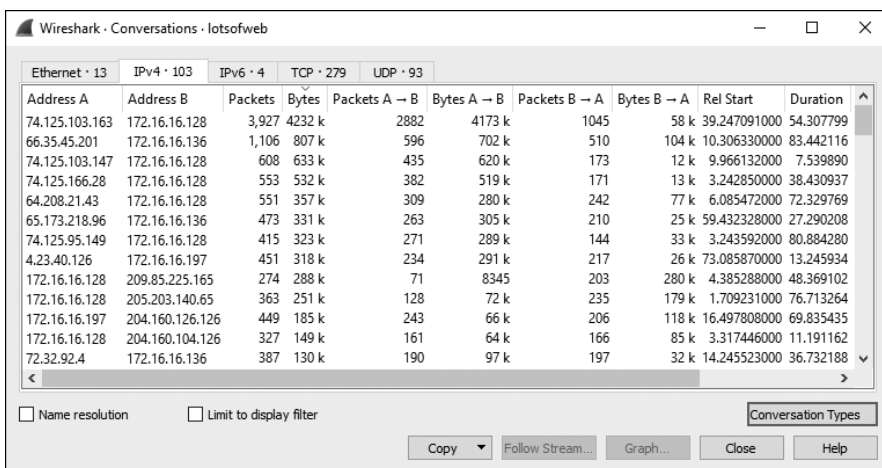 Wireshark · Conversations · lotsofweb
Ethernet · 13 IPv4 · 103 IPv6 · 4 TCP · 279 UDP · 93
Address A Address B Packets Bytes Packets A → B Bytes A → B Packets B → A Bytes B → A Rel Start Duration
74.125.103.163 172.16.16.128 3,927 4232 k 2882 4173 k 1045 58 k 39.247091000 54.307799
66.35.45.201 172.16.16.136 1,106 807 k 596 702 k 510 104 k 10.306330000 83.442116
74.125.103.147 172.16.16.128 608 633 k 435 620 k 173 12 k 9.966132000 7.539890
74.125.166.28 172.16.16.128 553 532 k 382 519 k 171 13 k 3.242850000 38.430937
64.208.21.43 172.16.16.128 551 357 k 309 280 k 242 77 k 6.085472000 72.329769
65.173.218.96 172.16.16.136 473 331 k 263 305 k 210 25 k 59.432328000 27.290208
74.125.95.149 172.16.16.128 415 323 k 271 289 k 144 33 k 3.243592000 80.884280
4.23.40.126 172.16.16.197 451 318 k 234 291 k 217 26 k 73.085870000 13.245934
172.16.16.128 209.85.225.165 274 288 k 71 8345 203 280 k 4.385288000 48.369102
172.16.16.128 205.203.140.65 363 251 k 128 72 k 235 179 k 1.709231000 76.713264
172.16.16.197 204.160.126.126 449 185 k 243 66 k 206 118 k 16.497808000 69.835435
172.16.16.128 204.160.104.126 327 149 k 161 64 k 166 85 k 3.317446000 11.191162
72.32.92.4 172.16.16.136 387 130 k 190 97 k 197 32 k 14.245523000 36.732188
Name resolution Limit to display filter Conversation Types
Copy Follow Stream... Graph... Close Help